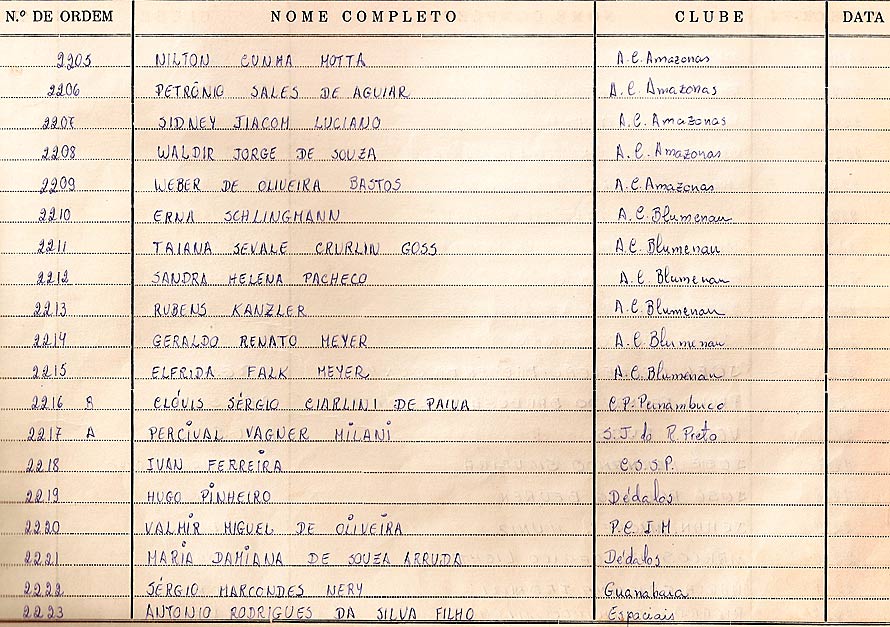 N.º DE ORDEM NOME COMPLETO CLUBE DATA
2205 NILTON CUNHA MOTTA A.C. Amazonas
2206 PETRÔNIO SALES DE AGUIAR A.C. Amazonas
2207 SIDNEY JIACOM LUCIANO A.C. Amazonas
2208 WALDIR JORGE DE SOUZA A.C. Amazonas
2209 WEBER DE OLIVEIRA BASTOS A.C. Amazonas
2210 ERNA SCHLINGMANN A.C. Blumenau
2211 TAIANA SEVALE CRURLIN GOSS A.C. Blumenau
2212 SANDRA HELENA PACHECO A.C. Blumenau
2213 RUBENS KANZLER A.C. Blumenau
2214 GERALDO RENATO MEYER A.C. Blumenau
2215 ELFRIDA FALK MEYER A.C. Blumenau
2216 CLÓVIS SÉRGIO CIARLINI DE PAIVA C.P. Pernambuco
2217 A PERCIVAL VAGNER MILANI S.J. do R. Preto
2218 IVAN FERREIRA C.S.S.P.
2219 HUGO PINHEIRO Dédalos
2220 VALMIR MIGUEL DE OLIVEIRA P.C.I.M.
2221 MARIA DAMIANA DE SOUZA ARRUDA Dédalos
2222 SÉRGIO MARCONDES NERY Guanabara
2223 ANTONIO RODRIGUES DA SILVA FILHO Espaciais